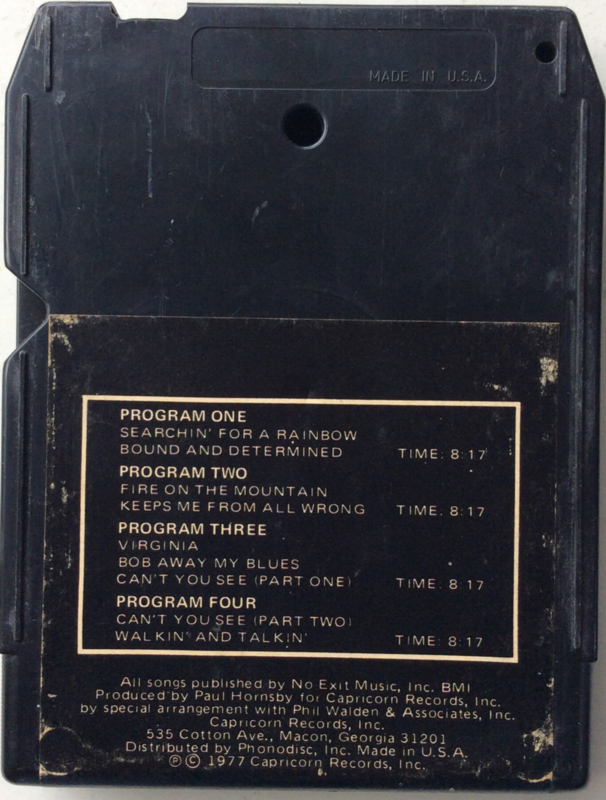 MADE IN U.S.A.
PROGRAM ONE
SEARCHIN' FOR A RAINBOW
BOUND AND DETERMINED TIME: 8:17
PROGRAM TWO
FIRE ON THE MOUNTAIN
KEEPS ME FROM ALL WRONG TIME: 8:17
PROGRAM THREE
VIRGINIA
BOB AWAY MY BLUES
CAN'T YOU SEE (PART ONE) TIME: 8:17
PROGRAM FOUR
CAN'T YOU SEE (PART TWO)
WALKIN' AND TALKIN' TIME: 8:17
All songs published by No Exit Music, Inc. BMI
Produced by Paul Hornsby for Capricorn Records, Inc.
by special arrangement with Phil Walden & Associates, Inc.
Capricorn Records, Inc.
535 Cotton Ave., Macon, Georgia 31201
Distributed by Phonodisc, Inc. Made in U.S.A.
Ⓟ © 1977 Capricorn Records, Inc.